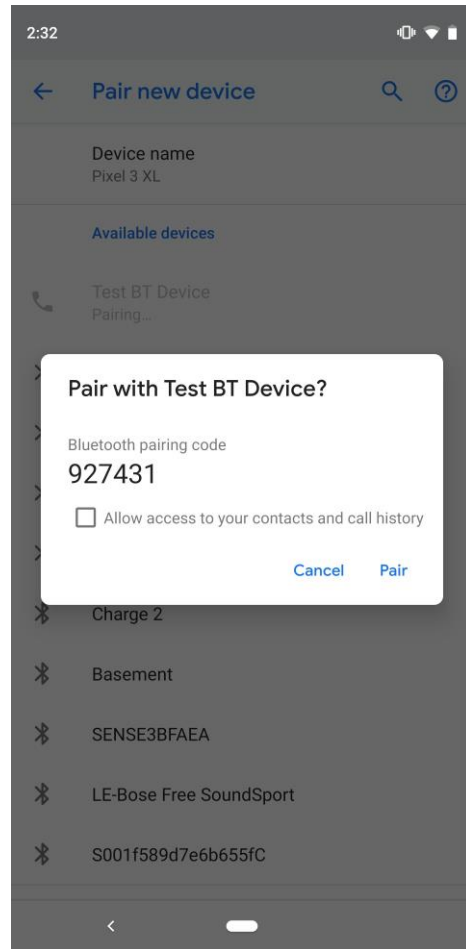 2:32
Pair new device
Device name
Pixel 3 XL
Available devices
Test BT Device
Pairing...
Pair with Test BT Device?
Bluetooth pairing code
927431
Allow access to your contacts and call history
Cancel Pair
Charge 2
Basement
SENSE3BFAEA
LE-Bose Free SoundSport
S001f589d7e6b655fC